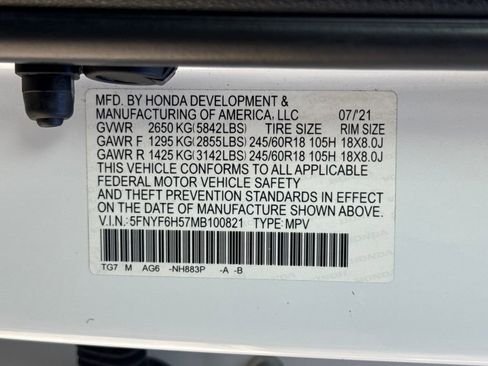 MFD. BY HONDA DEVELOPMENT &
MANUFACTURING OF AMERICA, LLC 07/'21
GVWR 2650 KG(5842LBS) TIRE SIZE RIM SIZE
GAWR F 1295 KG(2855LBS) 245/60R18 105H 18X8.0J
GAWR R 1425 KG(3142LBS) 245/60R18 105H 18X8.0J
THIS VEHICLE CONFORMS TO ALL APPLICABLE
FEDERAL MOTOR VEHICLE SAFETY
AND THEFT PREVENTION STANDARDS IN EFFECT
ON THE DATE OF MANUFACTURE SHOWN ABOVE.
V.I.N.: 5FNYF6H57MB100821 TYPE: MPV
TG7 M AG6 -NH883P -A -B